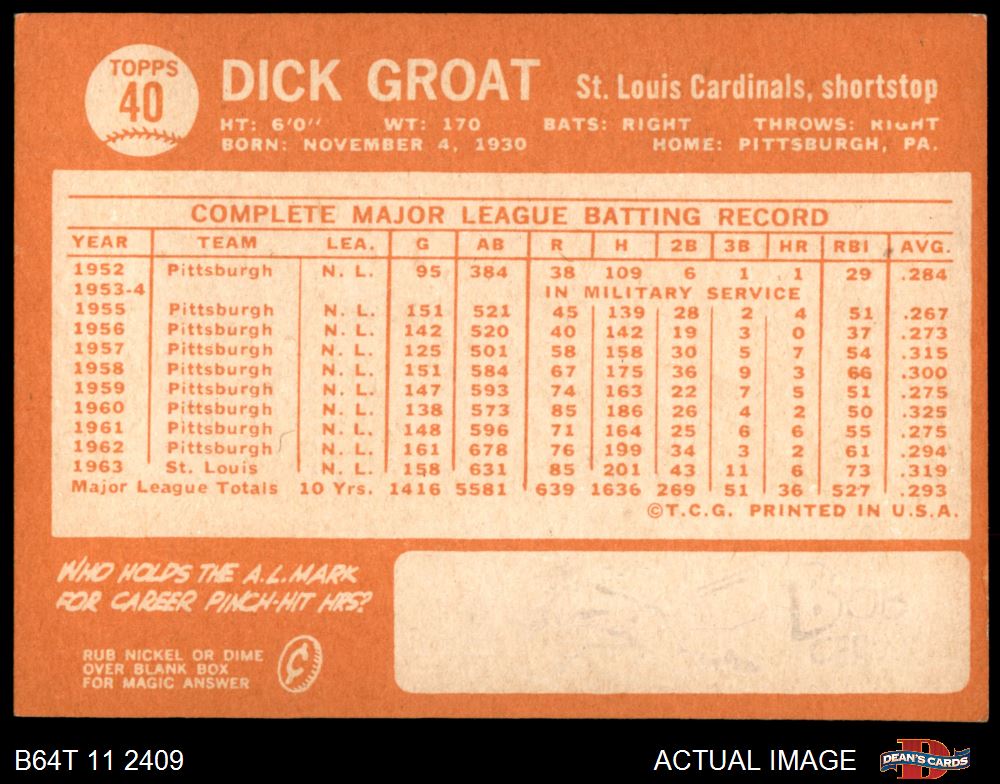 TOPPS
40
DICK GROAT St. Louis Cardinals, shortstop
HT: 6'0" WT: 170 BATS: RIGHT THROWS: RIGHT
BORN: NOVEMBER 4, 1930 HOME: PITTSBURGH, PA.
COMPLETE MAJOR LEAGUE BATTING RECORD
YEAR TEAM LEA. G AB R H 2B 3B HR RBI AVG.
1952 Pittsburgh N. L. 95 384 38 109 6 1 1 29 .284
1953-4 IN MILITARY SERVICE
1955 Pittsburgh N. L. 151 521 45 139 28 2 4 51 .267
1956 Pittsburgh N. L. 142 520 40 142 19 3 0 37 .273
1957 Pittsburgh N. L. 125 501 58 158 30 5 7 54 .315
1958 Pittsburgh N. L. 151 584 67 175 36 9 3 66 .300
1959 Pittsburgh N. L. 147 593 74 163 22 7 5 51 .275
1960 Pittsburgh N. L. 138 573 85 186 26 4 2 50 .325
1961 Pittsburgh N. L. 148 596 71 164 25 6 6 55 .275
1962 Pittsburgh N. L. 161 678 76 199 34 3 2 61 .294
1963 St. Louis N. L. 158 631 85 201 43 11 6 73 .319
Major League Totals 10 Yrs. 1416 5581 639 1636 269 51 36 527 .293
©T.C.G. PRINTED IN U.S.A.
WHO HOLDS THE A.L. MARK
FOR CAREER PINCH-HIT HRS?
RUB NICKEL OR DIME
OVER BLANK BOX
FOR MAGIC ANSWER
¢
B64T 11 2409 ACTUAL IMAGE DEAN'S CARDS